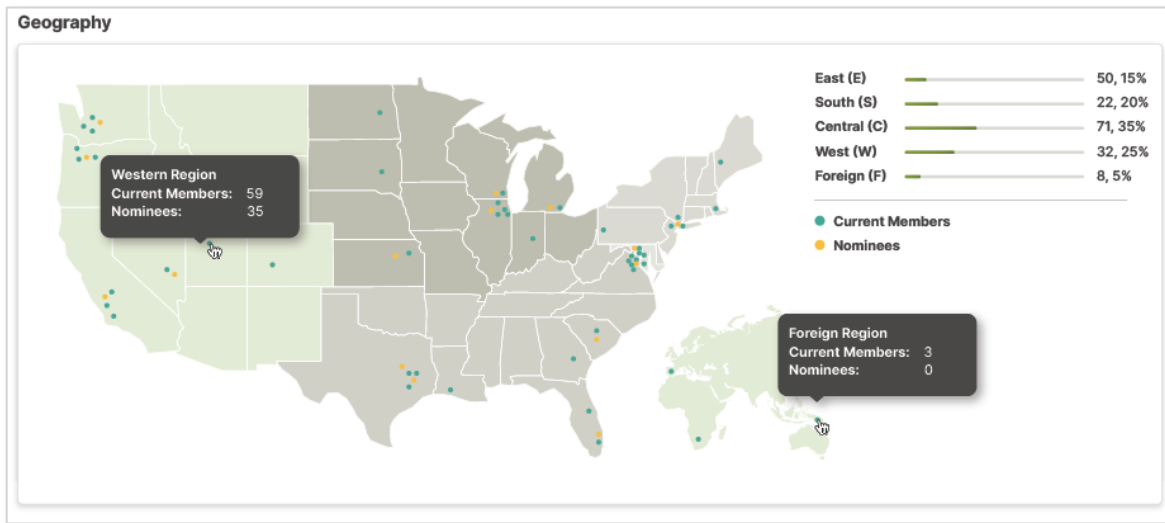 Geography
East (E) 50, 15%
South (S) 22, 20%
Central (C) 71, 35%
West (W) 32, 25%
Foreign (F) 8, 5%
Current Members
Nominees
Western Region
Current Members: 59
Nominees: 35
Foreign Region
Current Members: 3
Nominees: 0